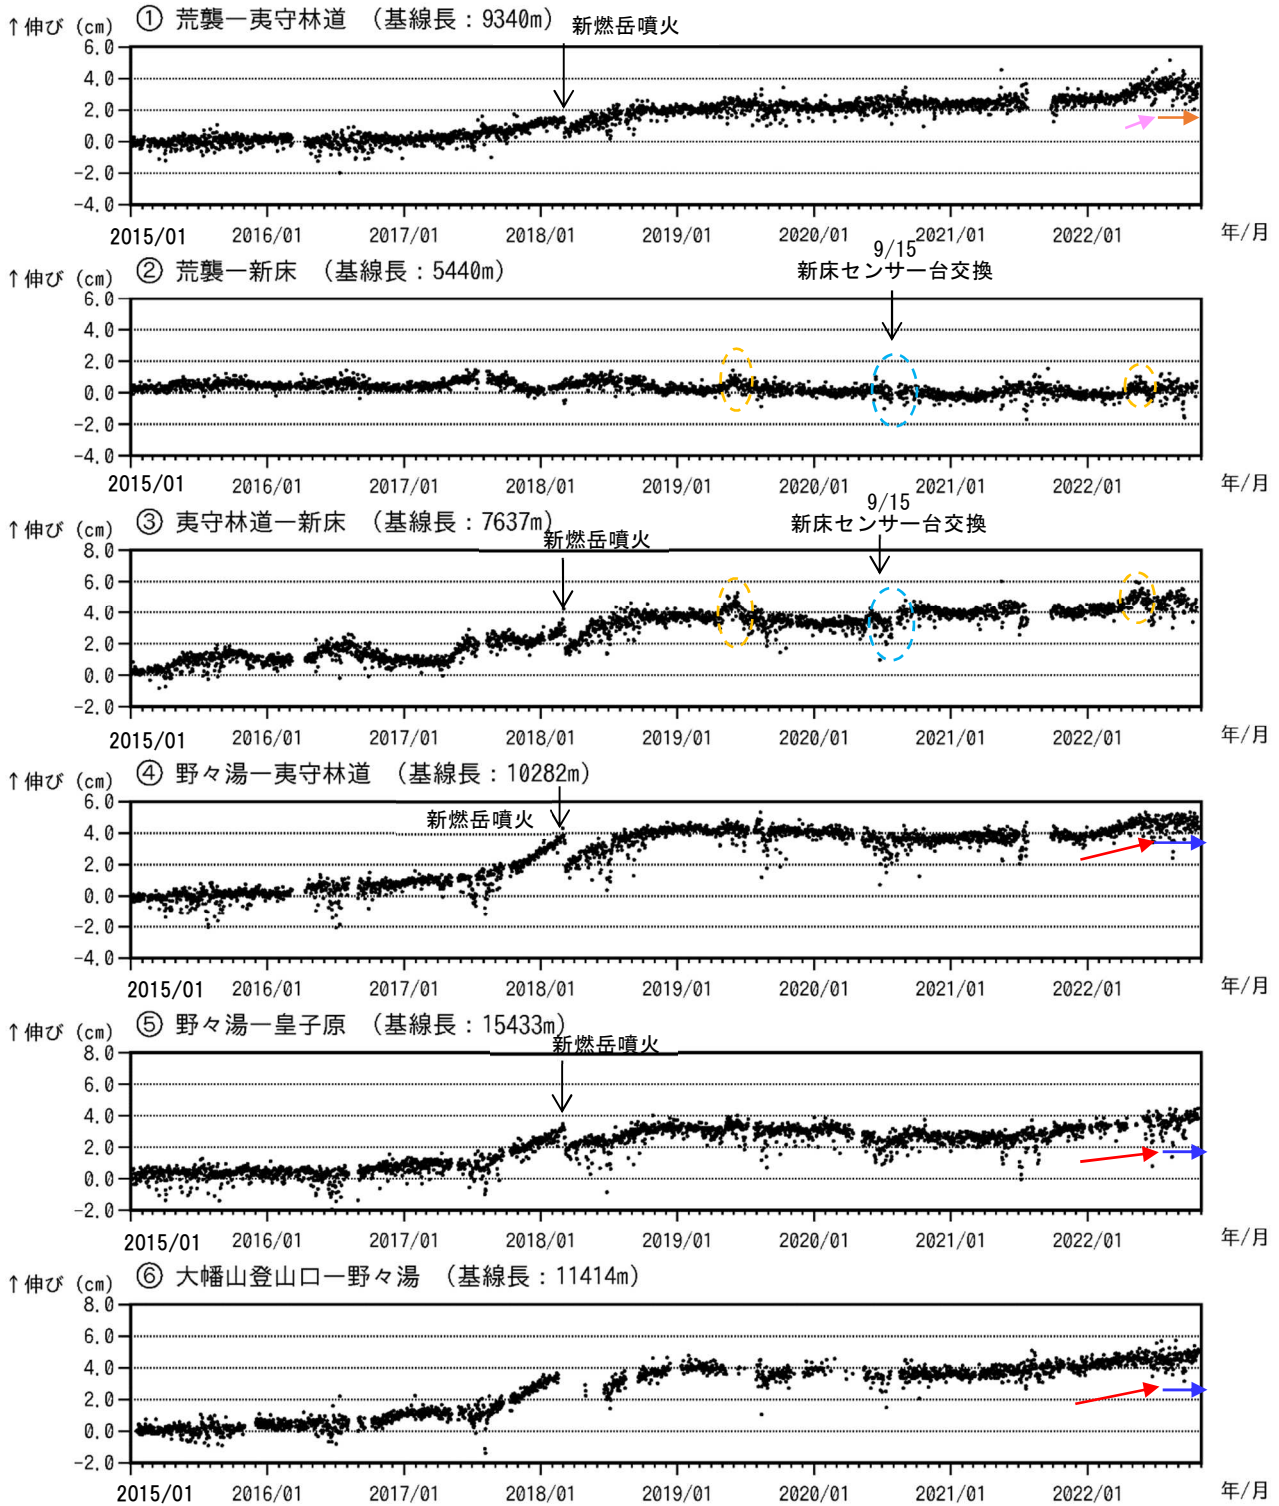 ① 荒襲ー夷守林道 （基線長：9340m）
新燃岳噴火
↑伸び (cm)
6.0
4.0
2.0
0.0
-2.0
-4.0
2015/01 2016/01 2017/01 2018/01 2019/01 2020/01 2021/01 2022/01 年/月
② 荒襲ー新床 （基線長：5440m）
9/15
新床センサー台交換
↑伸び (cm)
6.0
4.0
2.0
0.0
-2.0
-4.0
2015/01 2016/01 2017/01 2018/01 2019/01 2020/01 2021/01 2022/01 年/月
③ 夷守林道ー新床 （基線長：7637m）
9/15
新床センサー台交換
新燃岳噴火
↑伸び (cm)
8.0
6.0
4.0
2.0
0.0
-2.0
2015/01 2016/01 2017/01 2018/01 2019/01 2020/01 2021/01 2022/01 年/月
④ 野々湯ー夷守林道 （基線長：10282m）
↑伸び (cm)
新燃岳噴火
6.0
4.0
2.0
0.0
-2.0
-4.0
2015/01 2016/01 2017/01 2018/01 2019/01 2020/01 2021/01 2022/01 年/月
⑤ 野々湯ー皇子原 （基線長：15433m）
↑伸び (cm)
新燃岳噴火
8.0
6.0
4.0
2.0
0.0
-2.0
2015/01 2016/01 2017/01 2018/01 2019/01 2020/01 2021/01 2022/01 年/月
⑥ 大幡山登山口ー野々湯 （基線長：11414m）
↑伸び (cm)
8.0
6.0
4.0
2.0
0.0
-2.0
2015/01 2016/01 2017/01 2018/01 2019/01 2020/01 2021/01 2022/01 年/月